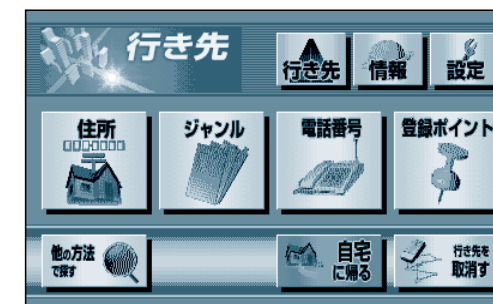 行き先
行き先 情報 設定
住所 ジャンル 電話番号 登録ポイント
他の方法
で探す
自宅
に帰る
行き先を
取消す